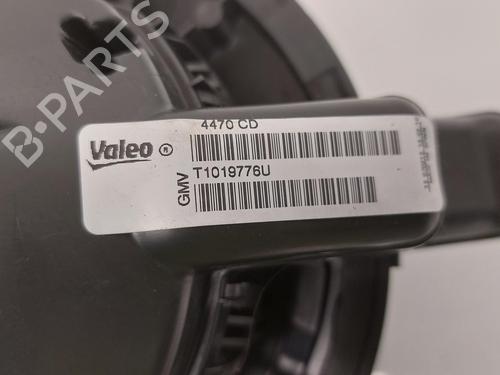 4470 CD
Valeo ®
GMV
T1019776U
B-PARTS